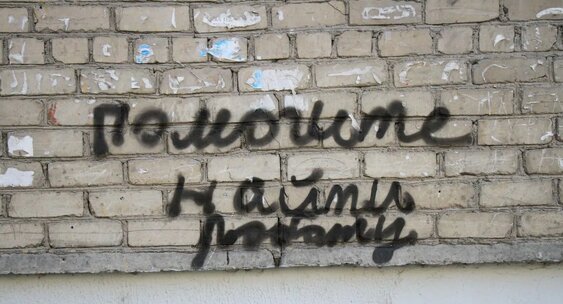 Помогите
найти
работу